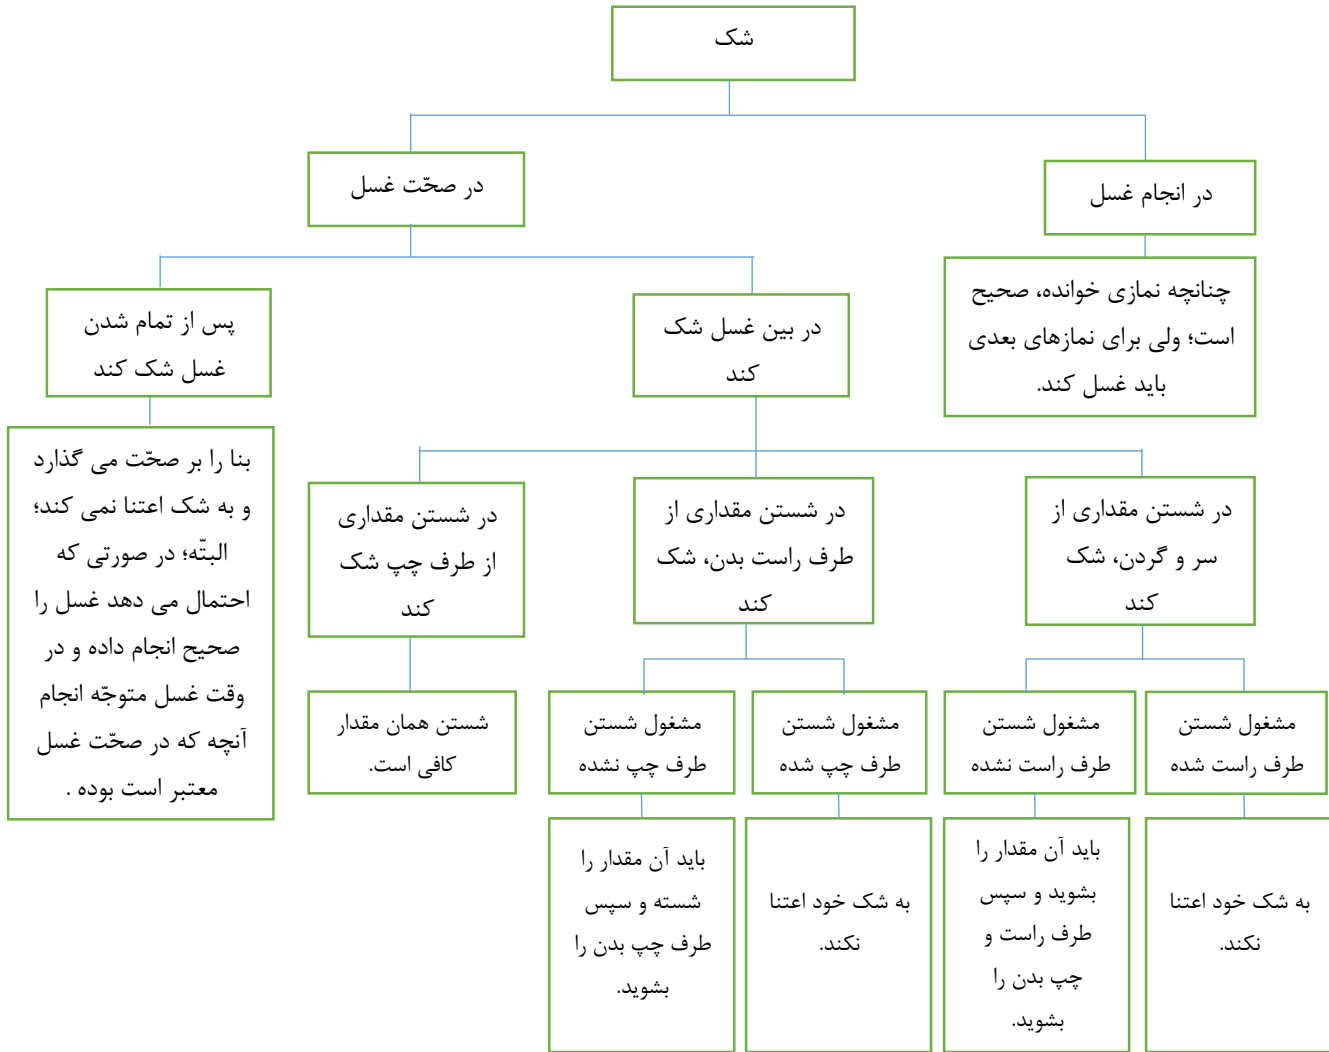 شک
در انجام غسل
در صحّت غسل
چنانچه نمازی خوانده، صحیح
است؛ ولی برای نمازهای بعدی
باید غسل کند.
در بین غسل شک
کند
پس از تمام شدن
غسل شک کند
بنا را بر صحّت می گذارد
و به شک اعتنا نمی کند؛
البتّه؛ در صورتی که
احتمال می دهد غسل را
صحیح انجام داده و در
وقت غسل متوجّه انجام
آنچه که در صحّت غسل
معتبر است بوده .
در شستن مقداری از
سر و گردن، شک
کند
در شستن مقداری از
طرف راست بدن، شک
کند
در شستن مقداری
از طرف چپ شک
کند
مشغول شستن
طرف راست شده
مشغول شستن
طرف راست نشده
مشغول شستن
طرف چپ شده
مشغول شستن
طرف چپ نشده
شستن همان مقدار
کافی است.
به شک خود اعتنا
نکند.
باید آن مقدار را
بشوید و سپس
طرف راست و
چپ بدن را
بشوید.
به شک خود اعتنا
نکند.
باید آن مقدار را
شسته و سپس
طرف چپ بدن را
بشوید.